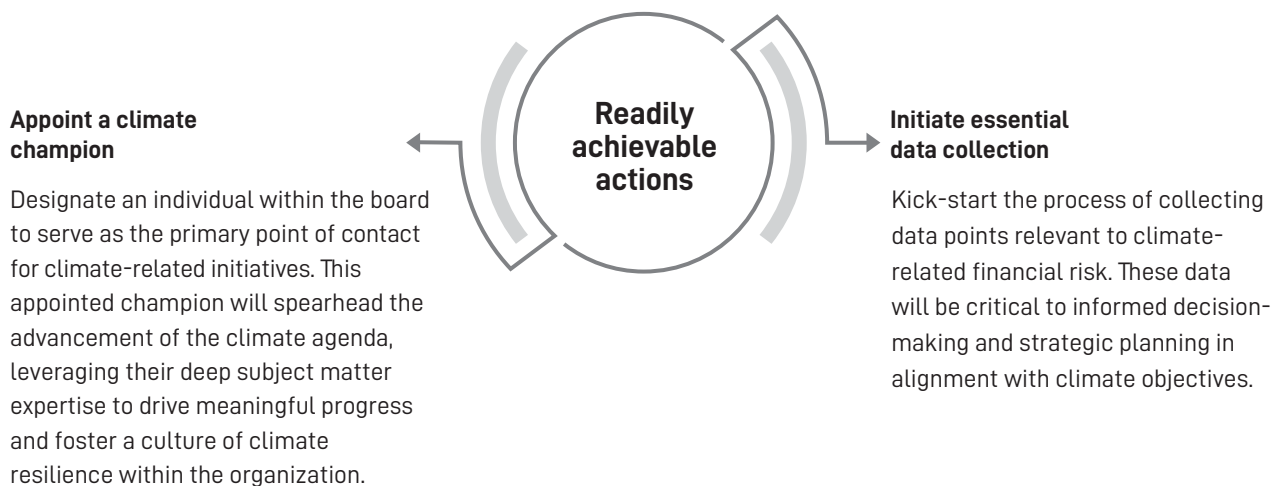 Readily
achievable
actions
Appoint a climate
champion
Designate an individual within the board
to serve as the primary point of contact
for climate-related initiatives. This
appointed champion will spearhead the
advancement of the climate agenda,
leveraging their deep subject matter
expertise to drive meaningful progress
and foster a culture of climate
resilience within the organization.
Initiate essential
data collection
Kick-start the process of collecting
data points relevant to climate-
related financial risk. These data
will be critical to informed decision-
making and strategic planning in
alignment with climate objectives.